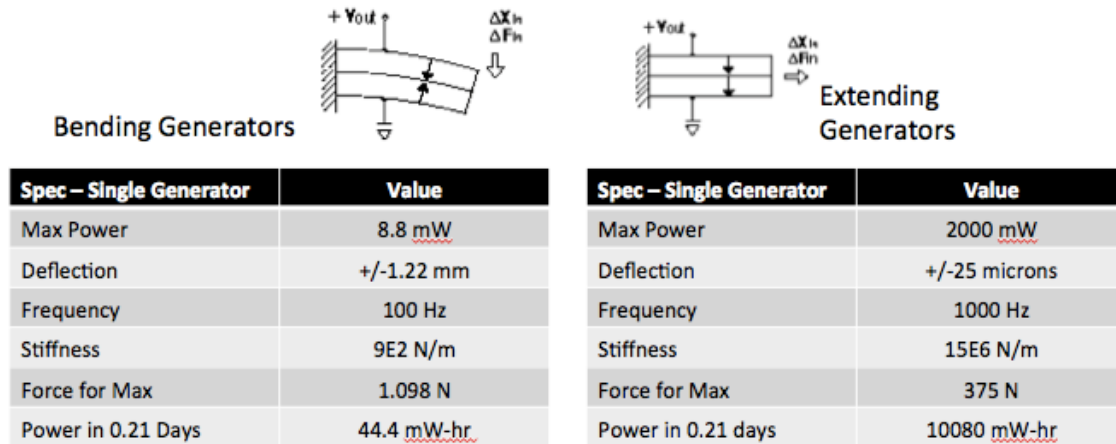 + Vout
ΔXin
ΔFin
Bending Generators
+Vout
ΔXin
ΔFin
Extending
Generators
Spec – Single Generator Value
Max Power 8.8 mW
Deflection +/-1.22 mm
Frequency 100 Hz
Stiffness 9E2 N/m
Force for Max 1.098 N
Power in 0.21 Days 44.4 mW-hr
Spec – Single Generator Value
Max Power 2000 mW
Deflection +/-25 microns
Frequency 1000 Hz
Stiffness 15E6 N/m
Force for Max 375 N
Power in 0.21 days 10080 mW-hr